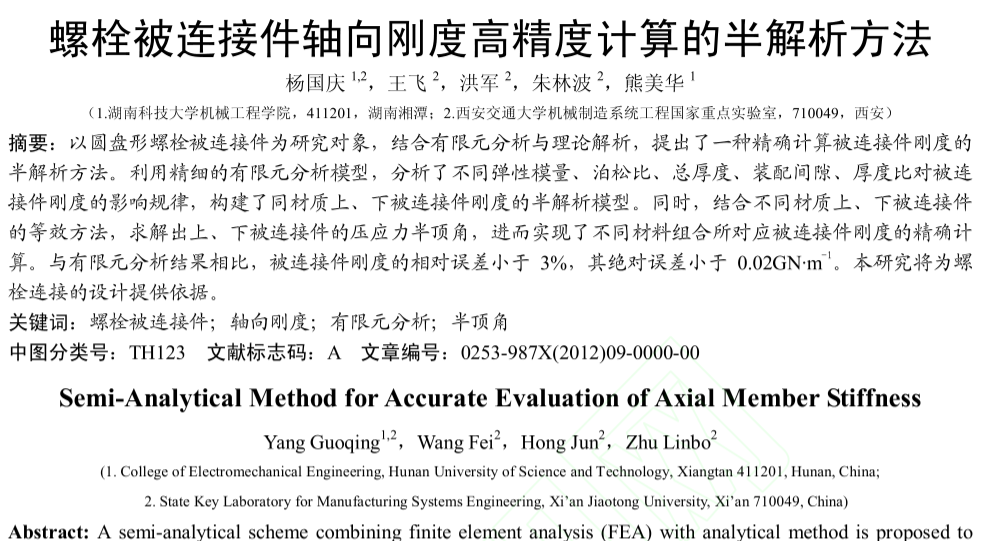 螺栓被连接件轴向刚度高精度计算的半解析方法
杨国庆 1,2，王飞 2，洪军 2，朱林波 2，熊美华 1
（1.湖南科技大学机械工程学院，411201，湖南湘潭；2.西安交通大学机械制造系统工程国家重点实验室，710049，西安）
摘要：以圆盘形螺栓被连接件为研究对象，结合有限元分析与理论解析，提出了一种精确计算被连接件刚度的
半解析方法。利用精细的有限元分析模型，分析了不同弹性模量、泊松比、总厚度、装配间隙、厚度比对被连
接件刚度的影响规律，构建了同材质上、下被连接件刚度的半解析模型。同时，结合不同材质上、下被连接件
的等效方法，求解出上、下被连接件的压应力半顶角，进而实现了不同材料组合所对应被连接件刚度的精确计
算。与有限元分析结果相比，被连接件刚度的相对误差小于 3%，其绝对误差小于 0.02GN·m⁻¹。本研究将为螺
栓连接的设计提供依据。
关键词：螺栓被连接件；轴向刚度；有限元分析；半顶角
中图分类号：TH123 文献标志码：A 文章编号：0253-987X(2012)09-0000-00
Semi-Analytical Method for Accurate Evaluation of Axial Member Stiffness
Yang Guoqing1,2，Wang Fei2，Hong Jun2，Zhu Linbo2
(1. College of Electromechanical Engineering, Hunan University of Science and Technology, Xiangtan 411201, Hunan, China;
2. State Key Laboratory for Manufacturing Systems Engineering, Xi'an Jiaotong University, Xi'an 710049, China)
Abstract: A semi-analytical scheme combining finite element analysis (FEA) with analytical method is proposed to